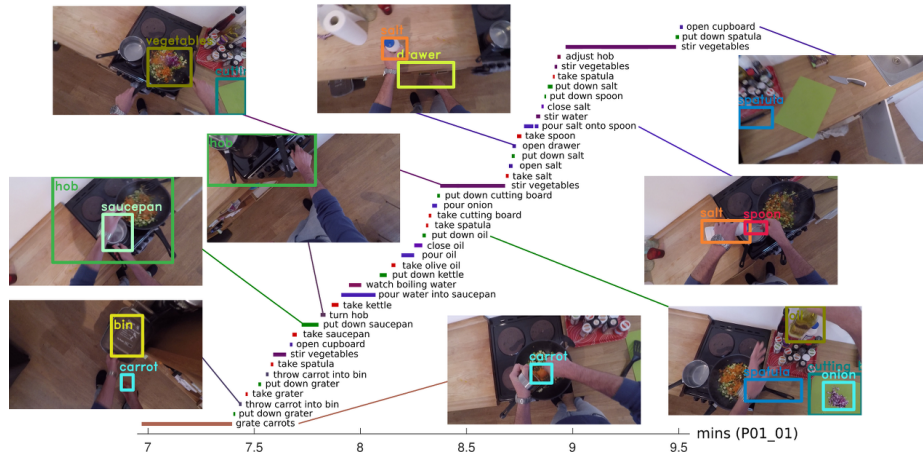 open cupboard
put down spatula
stir vegetables
adjust hob
stir vegetables
take spatula
put down salt
put down spoon
close salt
stir water
pour salt onto spoon
take spoon
open drawer
put down salt
open salt
take salt
stir vegetables
put down cutting board
pour onion
take cutting board
take spatula
put down oil
close oil
pour oil
take olive oil
put down kettle
watch boiling water
pour water into saucepan
take kettle
turn hob
put down saucepan
take saucepan
open cupboard
stir vegetables
take spatula
throw carrot into bin
put down grater
take grater
throw carrot into bin
put down grater
grate carrots
vegetables
salt
drawer
spatula
hob
hob
saucepan
salt
spoon
bin
carrot
carrot
spatula
cutting
onion
7
7.5
8
8.5
9
9.5
mins (P01_01)